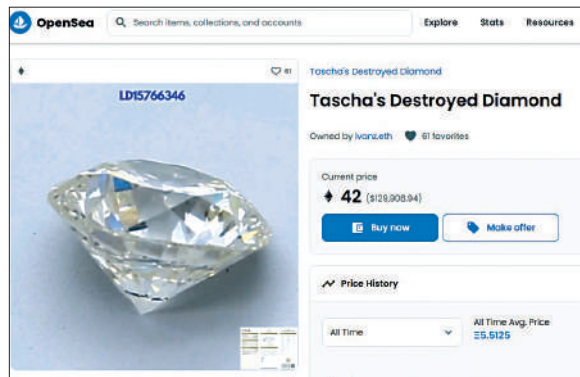 OpenSea
Search items, collections, and accounts
Explore Stats Resources
61
Tascha's Destroyed Diamond
LD15766346
Tascha's Destroyed Diamond
Owned by ivanz.eth 61 favorites
Current price
42 ($129,908.94)
Buy now
Make offer
Price History
All Time
All Time Avg. Price
Ξ5.5125